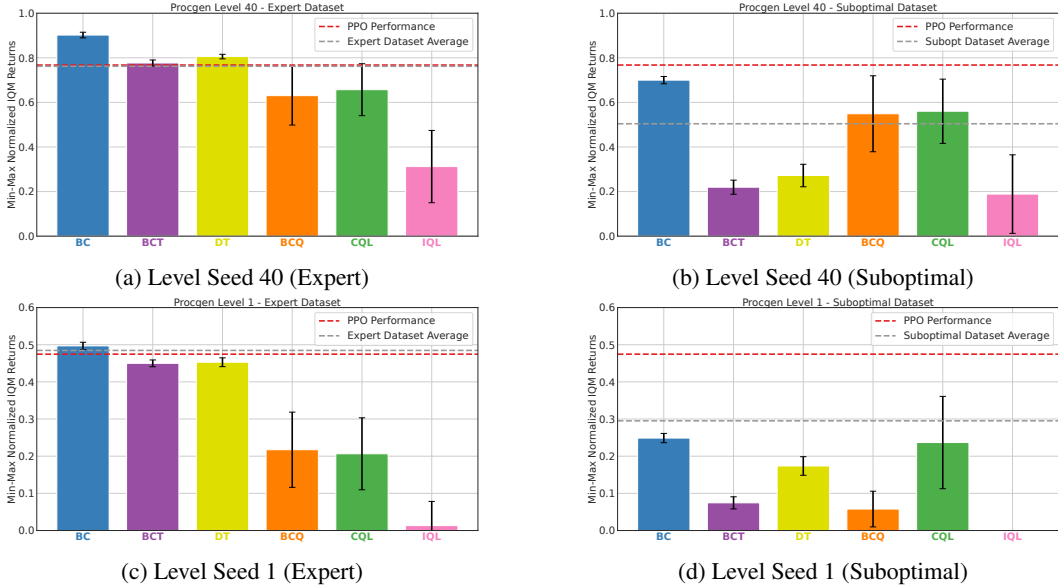 Procgen Level 40 - Expert Dataset
Min-Max Normalized IQM Returns
1.0
0.8
0.6
0.4
0.2
0.0
PPO Performance
Expert Dataset Average
BC BCT DT BCQ CQL IQL
(a) Level Seed 40 (Expert)
Procgen Level 40 - Suboptimal Dataset
Min-Max Normalized IQM Returns
1.0
0.8
0.6
0.4
0.2
0.0
PPO Performance
Subopt Dataset Average
BC BCT DT BCQ CQL IQL
(b) Level Seed 40 (Suboptimal)
Procgen Level 1 - Expert Dataset
Min-Max Normalized IQM Returns
0.6
0.5
0.4
0.3
0.2
0.1
0.0
PPO Performance
Expert Dataset Average
BC BCT DT BCQ CQL IQL
(c) Level Seed 1 (Expert)
Procgen Level 1 - Suboptimal Dataset
Min-Max Normalized IQM Returns
0.6
0.5
0.4
0.3
0.2
0.1
0.0
PPO Performance
Suboptimal Dataset Average
BC BCT DT BCQ CQL IQL
(d) Level Seed 1 (Suboptimal)